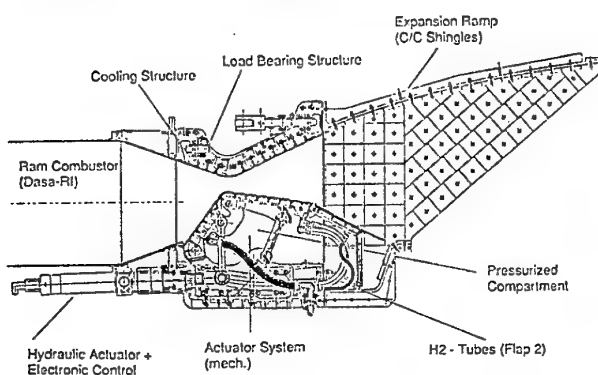 Expansion Ramp
(C/C Shingles)
Load Bearing Structure
Cooling Structure
Ram Combustor
(Dasa-RI)
Pressurized
Compartment
Hydraulic Actuator +
Electronic Control
Actuator System
(mech.)
H2 - Tubes (Flap 2)